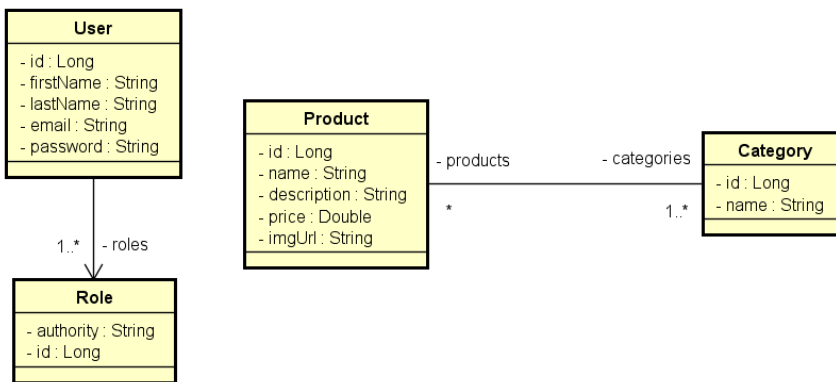 User
- id : Long
- firstName : String
- lastName : String
- email : String
- password : String
1..*
- roles
Role
- authority : String
- id : Long
Product
- id : Long
- name : String
- description : String
- price : Double
- imgUrl : String
- products
*
- categories
1..*
Category
- id : Long
- name : String